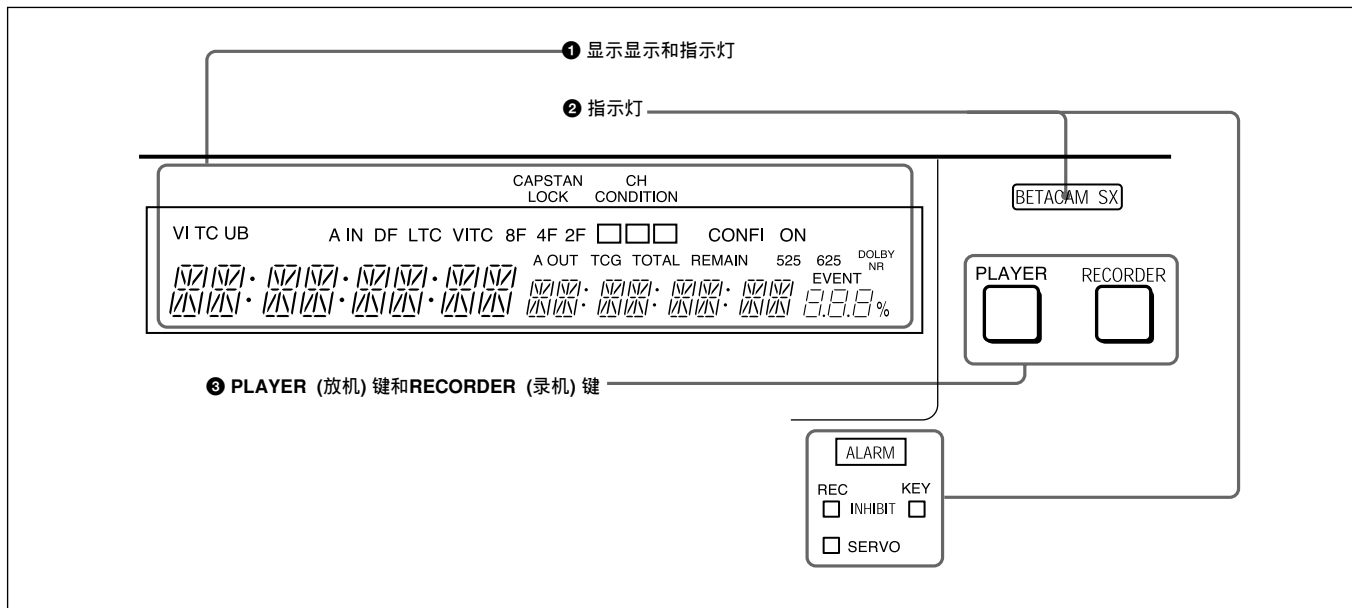 ❶ 显示显示和指示灯
❷ 指示灯
CAPSTAN LOCK
CH CONDITION
BETACAM SX
VI TC UB
A IN DF LTC VITC 8F 4F 2F
CONFI ON
A OUT TCG TOTAL REMAIN 525 625
DOLBY NR
EVENT
%
PLAYER RECORDER
❸ PLAYER (放机) 键和RECORDER (录机) 键
ALARM
REC KEY
INHIBIT
SERVO